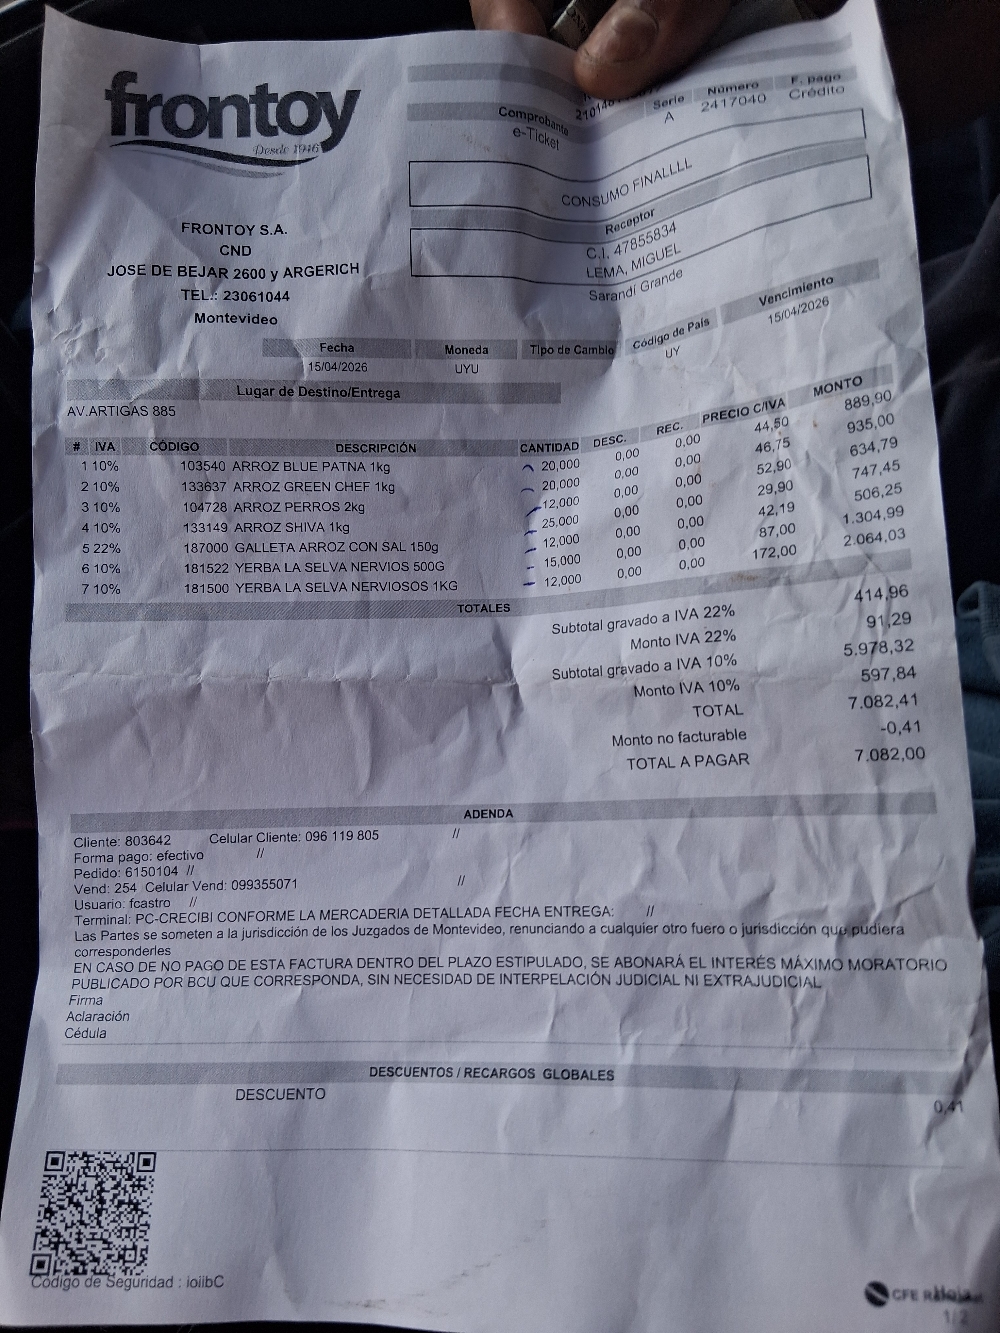 frontoy
Desde 1946
FRONTOY S.A.
CND
JOSE DE BEJAR 2600 y ARGERICH
TEL.: 23061044
Montevideo
Comprobante Serie Número F. pago
e-Ticket A 2417040 Crédito
CONSUMO FINALLLL
Receptor
C.I. 47855834
LEMA, MIGUEL
Sarandí Grande
Fecha Moneda Tipo de Cambio Código de País Vencimiento
15/04/2026 UYU UY 15/04/2026
Lugar de Destino/Entrega
AV.ARTIGAS 885
# IVA CÓDIGO DESCRIPCIÓN CANTIDAD DESC. REC. PRECIO C/IVA MONTO
1 10% 103540 ARROZ BLUE PATNA 1kg 20,000 0,00 0,00 44,50 889,90
2 10% 133637 ARROZ GREEN CHEF 1kg 20,000 0,00 0,00 46,75 935,00
3 10% 104728 ARROZ PERROS 2kg 12,000 0,00 0,00 52,90 634,79
4 10% 133149 ARROZ SHIVA 1kg 25,000 0,00 0,00 29,90 747,45
5 22% 187000 GALLETA ARROZ CON SAL 150g 12,000 0,00 0,00 42,19 506,25
6 10% 181522 YERBA LA SELVA NERVIOS 500G 15,000 0,00 0,00 87,00 1.304,99
7 10% 181500 YERBA LA SELVA NERVIOSOS 1KG 12,000 0,00 0,00 172,00 2.064,03
TOTALES
Subtotal gravado a IVA 22% 414,96
Monto IVA 22% 91,29
Subtotal gravado a IVA 10% 5.978,32
Monto IVA 10% 597,84
TOTAL 7.082,41
Monto no facturable -0,41
TOTAL A PAGAR 7.082,00
ADENDA
Cliente: 803642 Celular Cliente: 096 119 805 //
Forma pago: efectivo //
Pedido: 6150104 //
Vend: 254 Celular Vend: 099355071 //
Usuario: fcastro //
Terminal: PC-CRECIBI CONFORME LA MERCADERIA DETALLADA FECHA ENTREGA: //
Las Partes se someten a la jurisdicción de los Juzgados de Montevideo, renunciando a cualquier otro fuero o jurisdicción que pudiera
corresponderles
EN CASO DE NO PAGO DE ESTA FACTURA DENTRO DEL PLAZO ESTIPULADO, SE ABONARÁ EL INTERÉS MÁXIMO MORATORIO
PUBLICADO POR BCU QUE CORRESPONDA, SIN NECESIDAD DE INTERPELACIÓN JUDICIAL NI EXTRAJUDICIAL
Firma
Aclaración
Cédula
DESCUENTOS / RECARGOS GLOBALES
DESCUENTO 0,41
Código de Seguridad : ioiibC
CFE
1/2